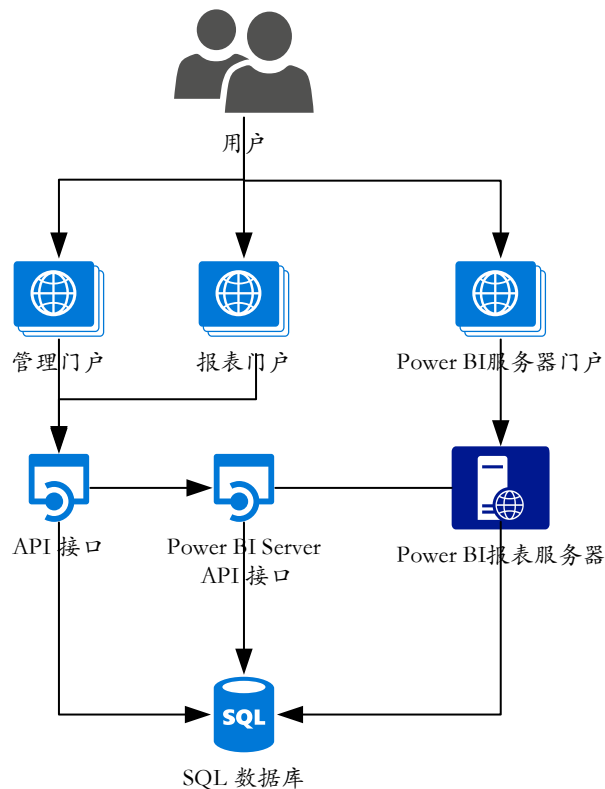 用户
管理门户
报表门户
Power BI服务器门户
API 接口
Power BI Server
API 接口
Power BI报表服务器
SQL
SQL 数据库